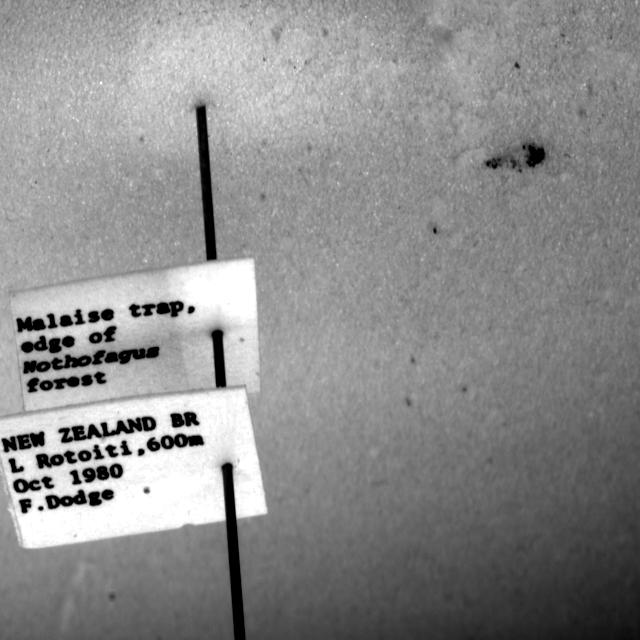 Malaise trap,
edge of
Nothofagus
forest
NEW ZEALAND BR
L Rotoiti,600m
Oct 1980
F.Dodge